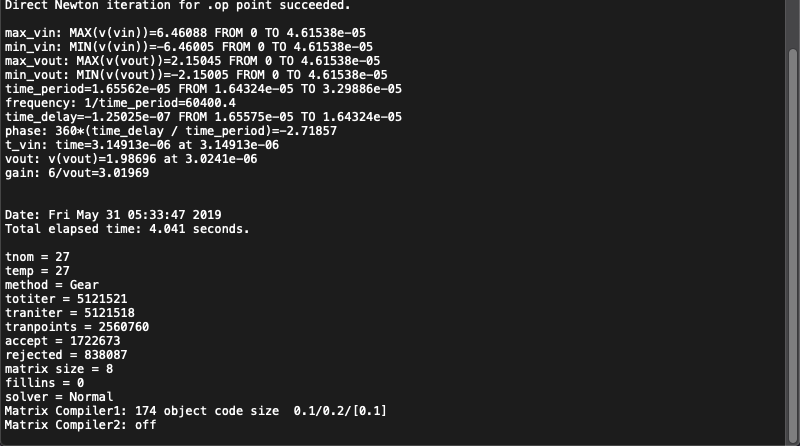 Direct Newton iteration for .op point succeeded.
max_vin: MAX(v(vin))=6.46088 FROM 0 TO 4.61538e-05
min_vin: MIN(v(vin))=-6.46005 FROM 0 TO 4.61538e-05
max_vout: MAX(v(vout))=2.15045 FROM 0 TO 4.61538e-05
min_vout: MIN(v(vout))=-2.15005 FROM 0 TO 4.61538e-05
time_period=1.65562e-05 FROM 1.64324e-05 TO 3.29886e-05
frequency: 1/time_period=60400.4
time_delay=-1.25025e-07 FROM 1.65575e-05 TO 1.64324e-05
phase: 360*(time_delay / time_period)=-2.71857
t_vin: time=3.14913e-06 at 3.14913e-06
vout: v(vout)=1.98696 at 3.0241e-06
gain: 6/vout=3.01969
Date: Fri May 31 05:33:47 2019
Total elapsed time: 4.041 seconds.
tnom = 27
temp = 27
method = Gear
totiter = 5121521
traniter = 5121518
tranpoints = 2560760
accept = 1722673
rejected = 838087
matrix size = 8
fillins = 0
solver = Normal
Matrix Compiler1: 174 object code size  0.1/0.2/[0.1]
Matrix Compiler2: off